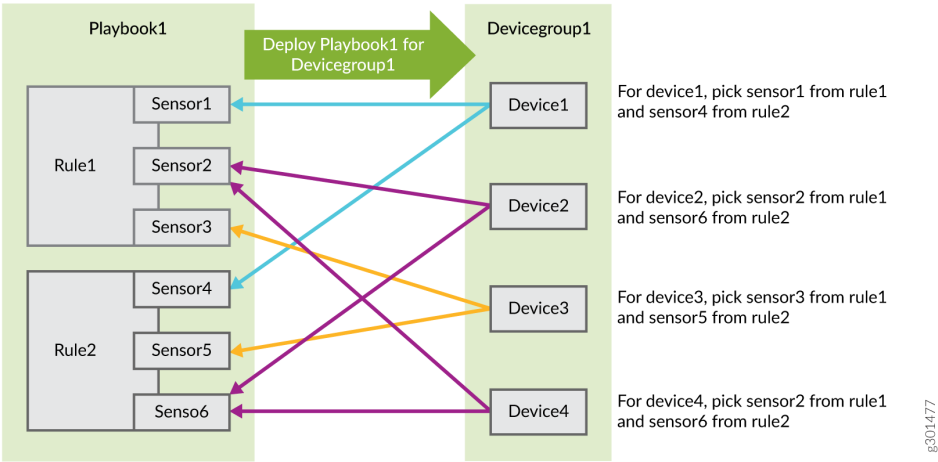 Playbook1
Deploy Playbook1 for
Devicegroup1
Devicegroup1
Rule1
Sensor1
Sensor2
Sensor3
Rule2
Sensor4
Sensor5
Senso6
Device1
For device1, pick sensor1 from rule1
and sensor4 from rule2
Device2
For device2, pick sensor2 from rule1
and sensor6 from rule2
Device3
For device3, pick sensor3 from rule1
and sensor5 from rule2
Device4
For device4, pick sensor2 from rule1
and sensor6 from rule2
g301477